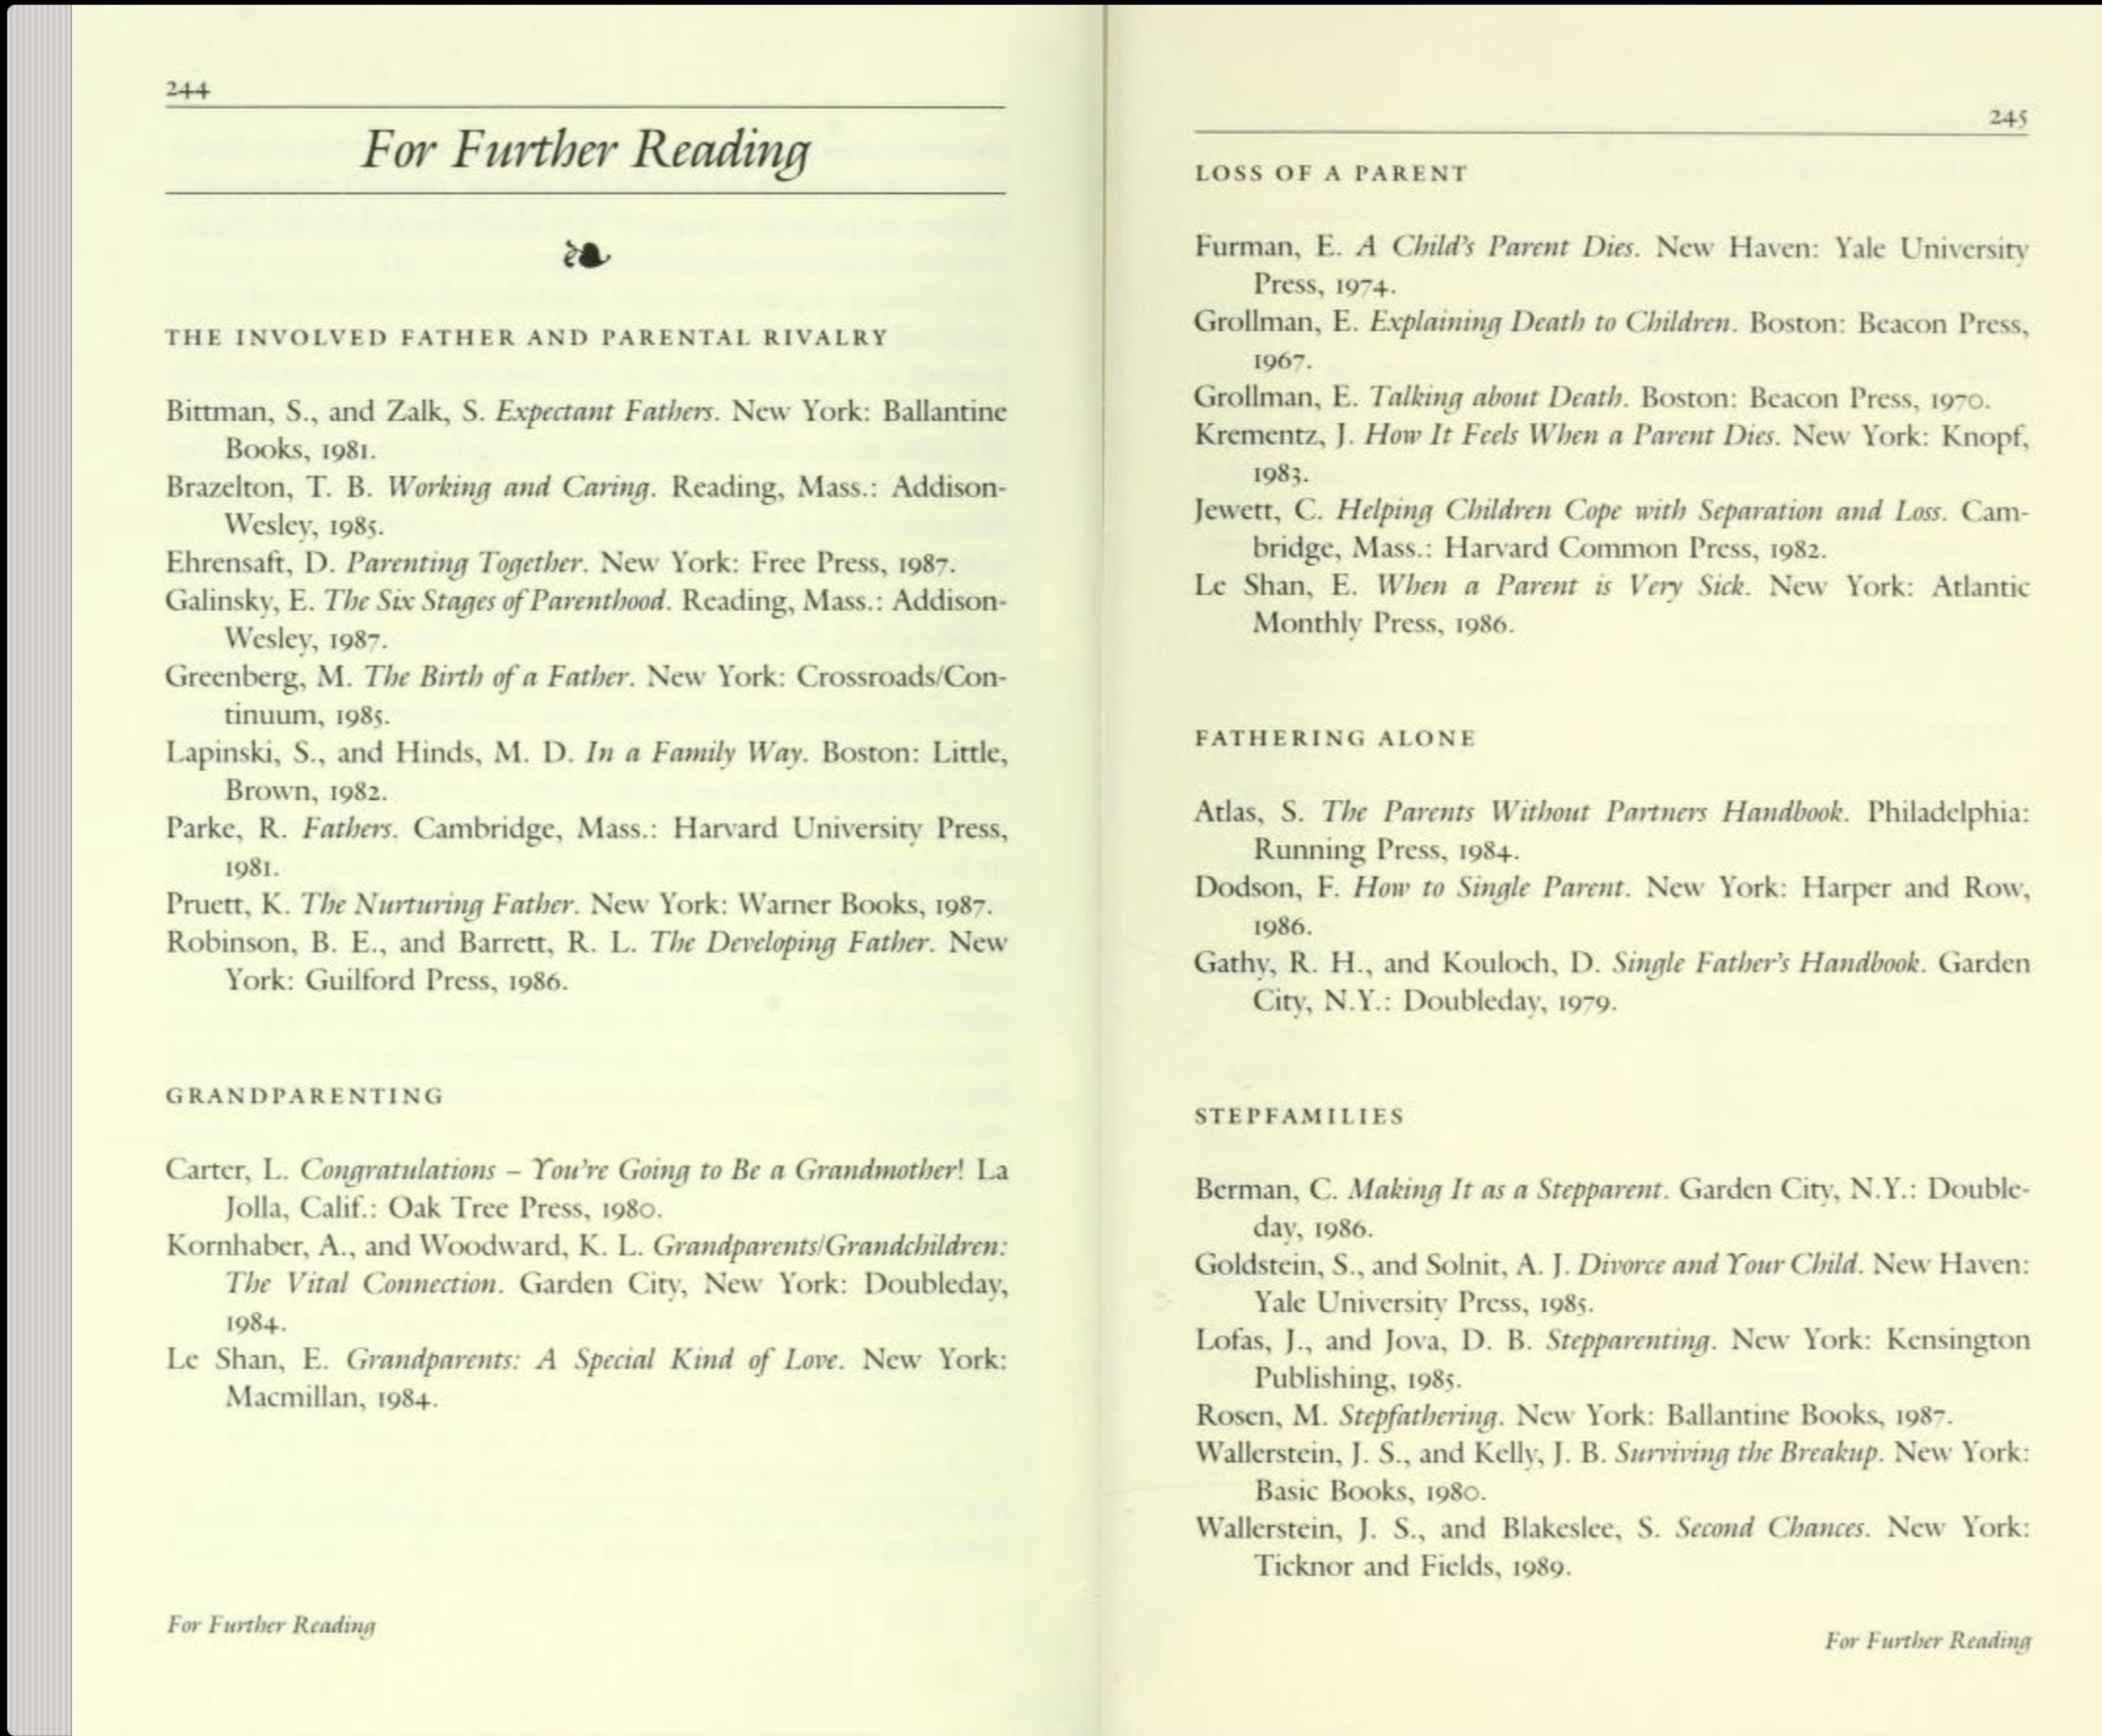 244
For Further Reading
THE INVOLVED FATHER AND PARENTAL RIVALRY
Bittman, S., and Zalk, S. Expectant Fathers. New York: Ballantine
Books, 1981.
Brazelton, T. B. Working and Caring. Reading, Mass.: Addison-
Wesley, 1985.
Ehrensaft, D. Parenting Together. New York: Free Press, 1987.
Galinsky, E. The Six Stages of Parenthood. Reading, Mass.: Addison-
Wesley, 1987.
Greenberg, M. The Birth of a Father. New York: Crossroads/Con-
tinuum, 1985.
Lapinski, S., and Hinds, M. D. In a Family Way. Boston: Little,
Brown, 1982.
Parke, R. Fathers. Cambridge, Mass.: Harvard University Press,
1981.
Pruett, K. The Nurturing Father. New York: Warner Books, 1987.
Robinson, B. E., and Barrett, R. L. The Developing Father. New
York: Guilford Press, 1986.
GRANDPARENTING
Carter, L. Congratulations – You're Going to Be a Grandmother! La
Jolla, Calif.: Oak Tree Press, 1980.
Kornhaber, A., and Woodward, K. L. Grandparents/Grandchildren:
The Vital Connection. Garden City, New York: Doubleday,
1984.
Le Shan, E. Grandparents: A Special Kind of Love. New York:
Macmillan, 1984.
For Further Reading
245
LOSS OF A PARENT
Furman, E. A Child's Parent Dies. New Haven: Yale University
Press, 1974.
Grollman, E. Explaining Death to Children. Boston: Beacon Press,
1967.
Grollman, E. Talking about Death. Boston: Beacon Press, 1970.
Krementz, J. How It Feels When a Parent Dies. New York: Knopf,
1983.
Jewett, C. Helping Children Cope with Separation and Loss. Cam-
bridge, Mass.: Harvard Common Press, 1982.
Le Shan, E. When a Parent is Very Sick. New York: Atlantic
Monthly Press, 1986.
FATHERING ALONE
Atlas, S. The Parents Without Partners Handbook. Philadelphia:
Running Press, 1984.
Dodson, F. How to Single Parent. New York: Harper and Row,
1986.
Gathy, R. H., and Kouloch, D. Single Father's Handbook. Garden
City, N.Y.: Doubleday, 1979.
STEPFAMILIES
Berman, C. Making It as a Stepparent. Garden City, N.Y.: Double-
day, 1986.
Goldstein, S., and Solnit, A. J. Divorce and Your Child. New Haven:
Yale University Press, 1985.
Lofas, J., and Jova, D. B. Stepparenting. New York: Kensington
Publishing, 1985.
Rosen, M. Stepfathering. New York: Ballantine Books, 1987.
Wallerstein, J. S., and Kelly, J. B. Surviving the Breakup. New York:
Basic Books, 1980.
Wallerstein, J. S., and Blakeslee, S. Second Chances. New York:
Ticknor and Fields, 1989.
For Further Reading